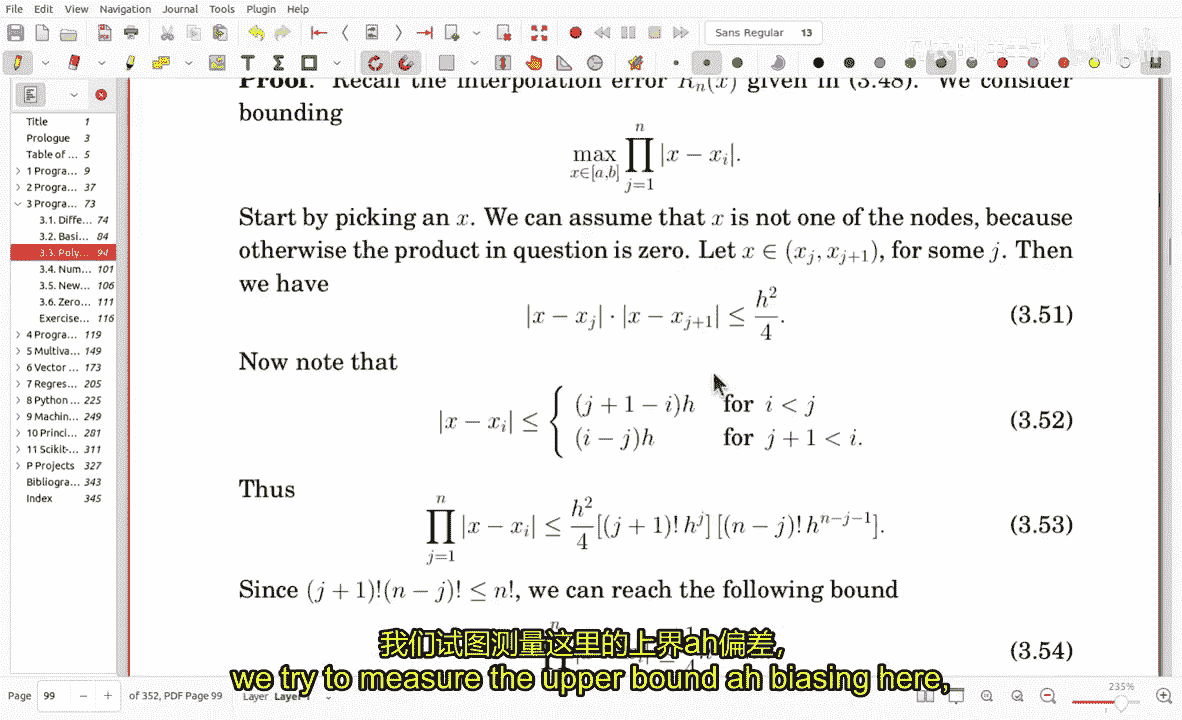 File Edit View Navigation Journal Tools Plugin Help
Sans Regular 13
Title 1
Prologue 3
Table of ... 5
1 Progra... 9
2 Progra... 37
3 Progra... 73
3.1. Diffe... 74
3.2. Basi... 84
3.3. Poly... 94
3.4. Num... 101
3.5. New... 106
3.6. Zero... 111
Exercise... 116
4 Progra... 119
5 Multiva... 149
6 Vector ... 173
7 Regres... 205
8 Python ... 225
9 Machin... 249
10 Princi... 281
11 Scikit-... 311
P Projects 327
Bibliogra... 343
Index 345
Proof. Recall the interpolation error R_n(x) given in (3.48). We consider
bounding
max_{x∈[a,b]} ∏_{j=1}^{n} |x − x_i|.
Start by picking an x. We can assume that x is not one of the nodes, because
otherwise the product in question is zero. Let x ∈ (x_j, x_{j+1}), for some j. Then
we have
|x − x_j| · |x − x_{j+1}| ≤ h²/4. (3.51)
Now note that
|x − x_i| ≤ { (j + 1 − i)h for i < j
(i − j)h for j + 1 < i. (3.52)
Thus
∏_{j=1}^{n} |x − x_i| ≤ h²/4 [(j + 1)! h^j] [(n − j)! h^{n−j−1}]. (3.53)
Since (j + 1)!(n − j)! ≤ n!, we can reach the following bound
(3.54)
我们试图测量这里的上界ah偏差,
we try to measure the upper bound ah biasing here,
Page 99 of 352, PDF Page 99 Layer
235%